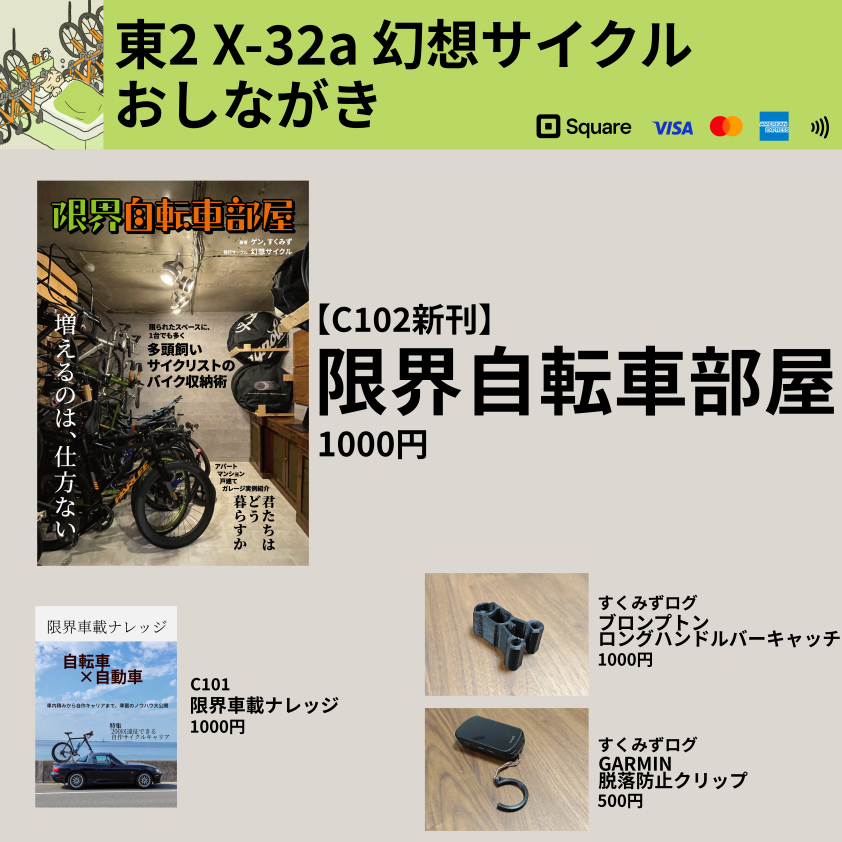 東2 X-32a 幻想サイクル
おしながき
Square
VISA
AMERICAN
EXPRESS
限界自転車部屋
著者 ゲン, すくみず
発行サークル 幻想サイクル
増えるのは、仕方ない
限られたスペースに、
1台でも多く
多頭飼い
サイクリストの
バイク収納術
アパート
マンション
戸建て
ガレージ実例紹介
君たちは
どう
暮らすか
【C102新刊】
限界自転車部屋
1000円
限界車載ナレッジ
自転車
×自動車
車内積みから自作キャリアまで、車載のノウハウ大公開
特集
200回遠征できる
自作サイクルキャリア
C101
限界車載ナレッジ
1000円
すくみずログ
ブロンプトン
ロングハンドルバーキャッチ
1000円
すくみずログ
GARMIN
脱落防止クリップ
500円